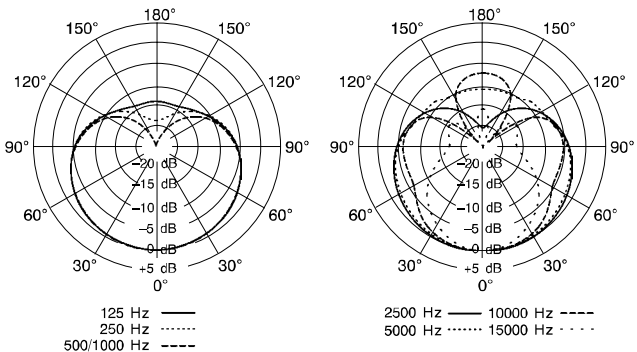 180°
150°
150°
120°
120°
90°
90°
60°
60°
30°
30°
0°
–20 dB
–15 dB
–10 dB
–5 dB
0 dB
+5 dB
125 Hz
250 Hz
500/1000 Hz
180°
150°
150°
120°
120°
90°
90°
60°
60°
30°
30°
0°
–20 dB
–15 dB
–10 dB
–5 dB
0 dB
+5 dB
2500 Hz 10000 Hz
5000 Hz 15000 Hz